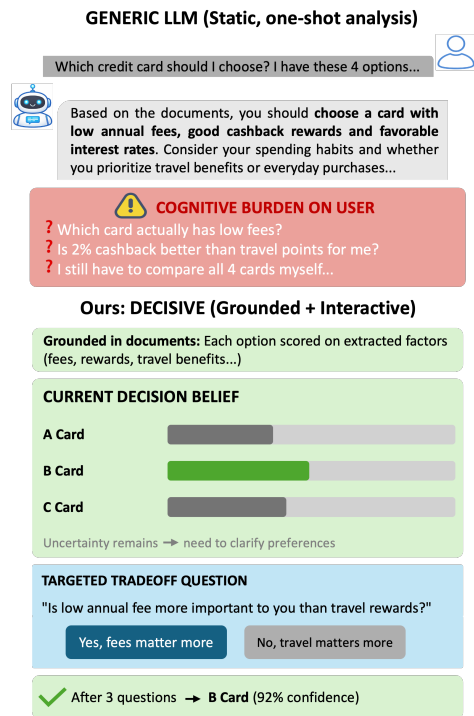 GENERIC LLM (Static, one-shot analysis)
Which credit card should I choose? I have these 4 options...
Based on the documents, you should choose a card with
low annual fees, good cashback rewards and favorable
interest rates. Consider your spending habits and whether
you prioritize travel benefits or everyday purchases...
COGNITIVE BURDEN ON USER
? Which card actually has low fees?
? Is 2% cashback better than travel points for me?
? I still have to compare all 4 cards myself...
Ours: DECISIVE (Grounded + Interactive)
Grounded in documents: Each option scored on extracted factors
(fees, rewards, travel benefits...)
CURRENT DECISION BELIEF
A Card
B Card
C Card
Uncertainty remains → need to clarify preferences
TARGETED TRADEOFF QUESTION
"Is low annual fee more important to you than travel rewards?"
Yes, fees matter more
No, travel matters more
After 3 questions → B Card (92% confidence)